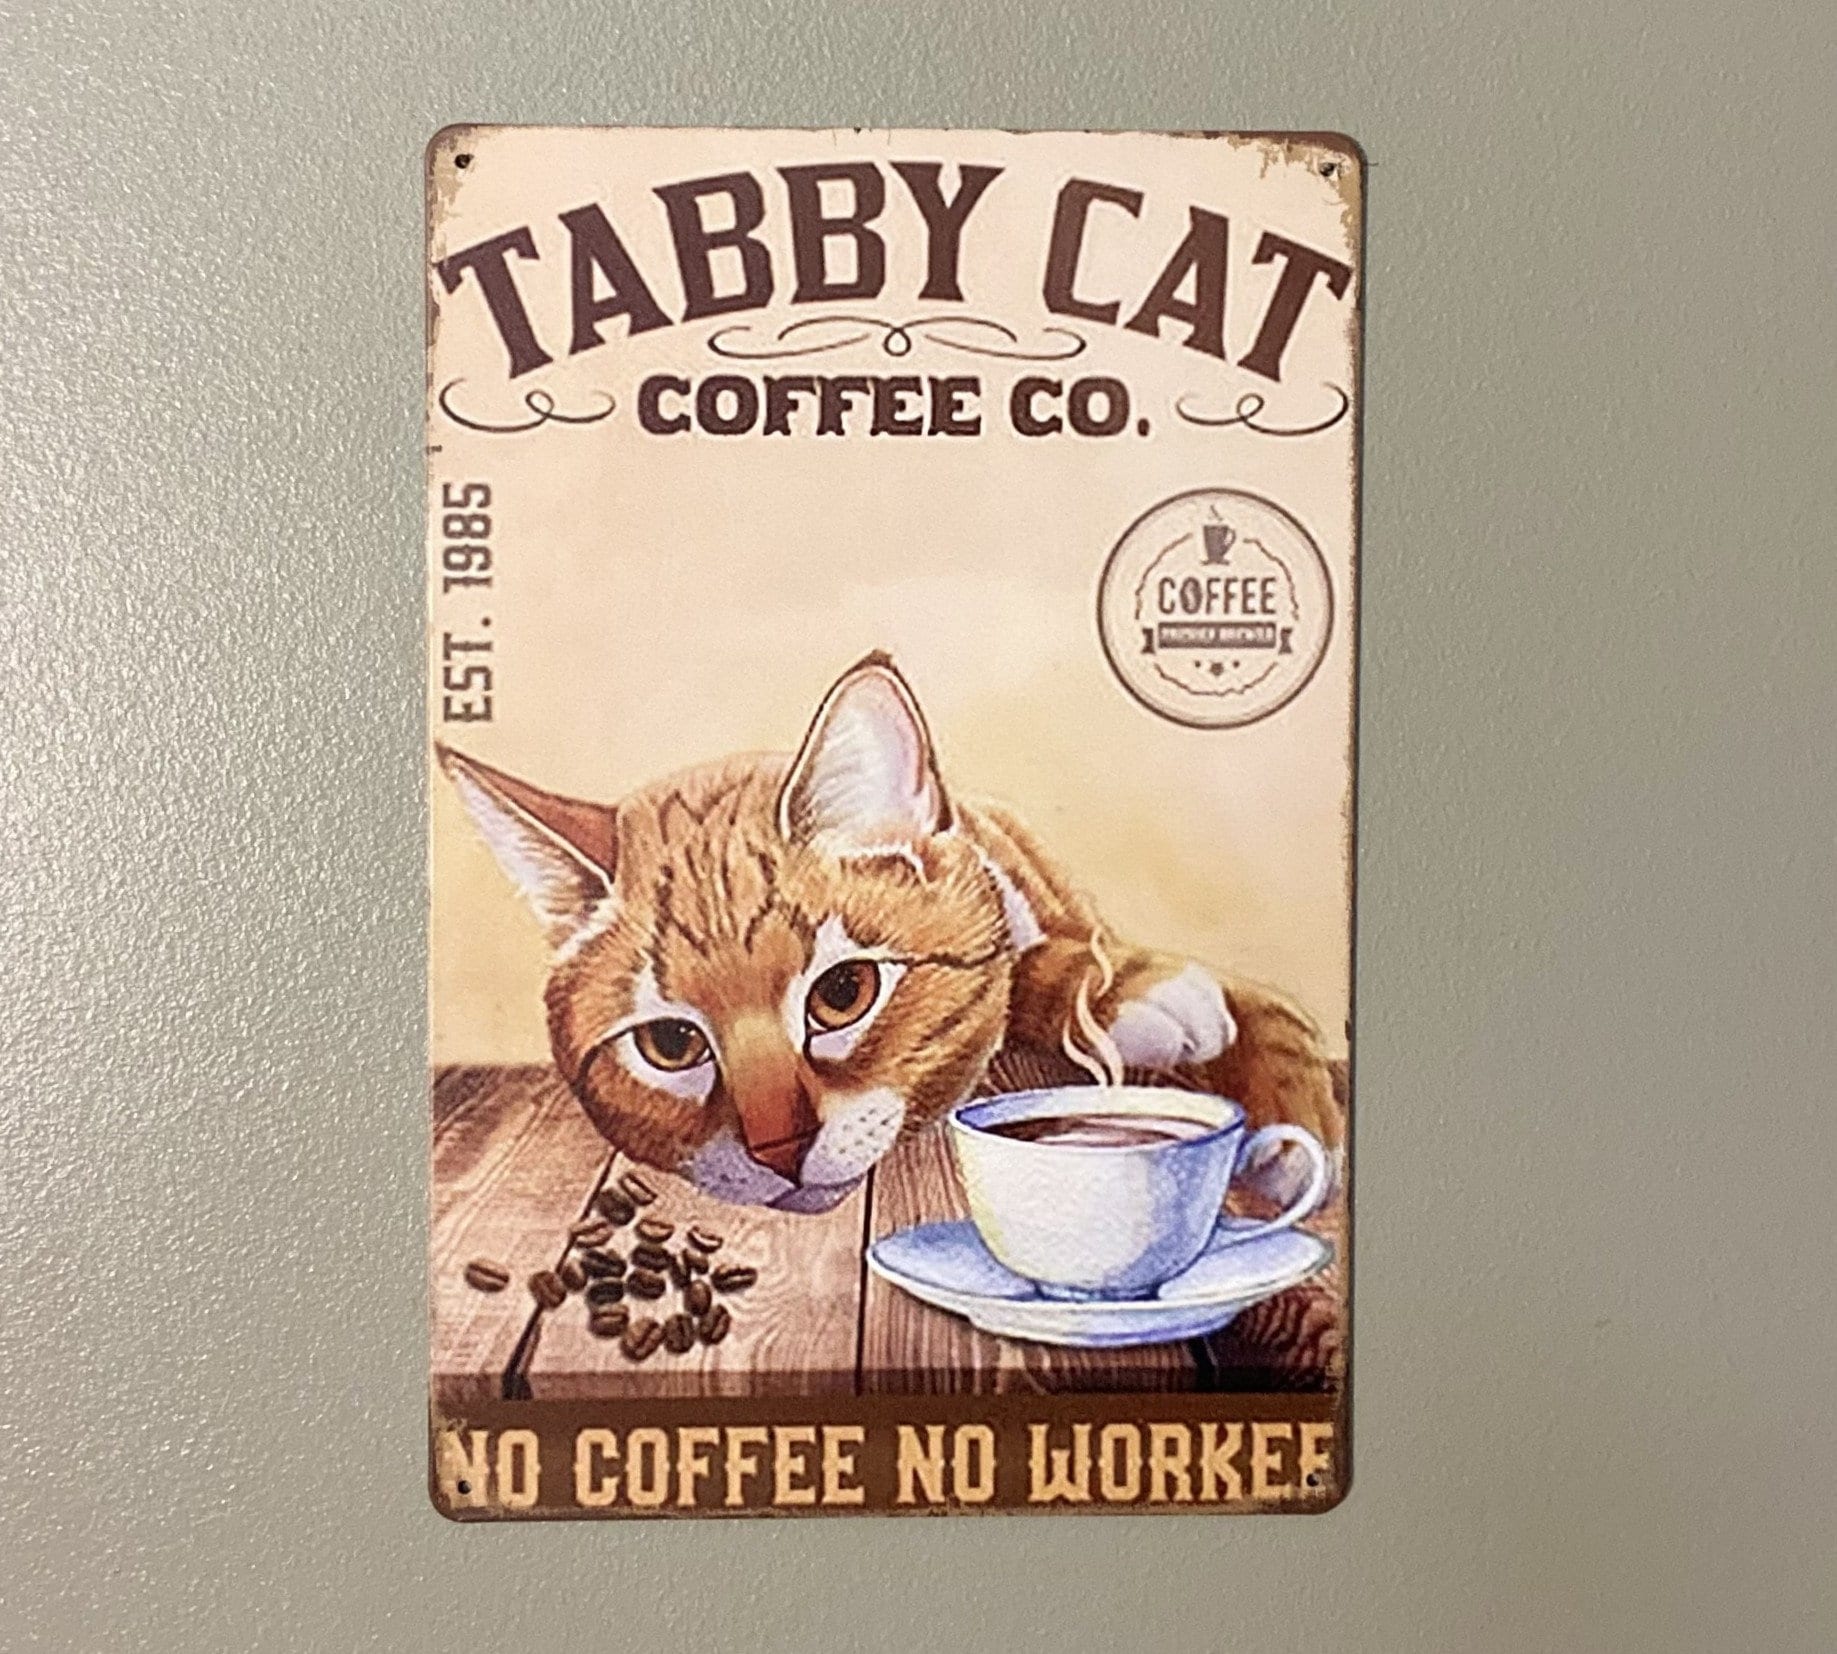 TABBY CAT
COFFEE CO.
EST. 1985
COFFEE
NO COFFEE NO WORKEE